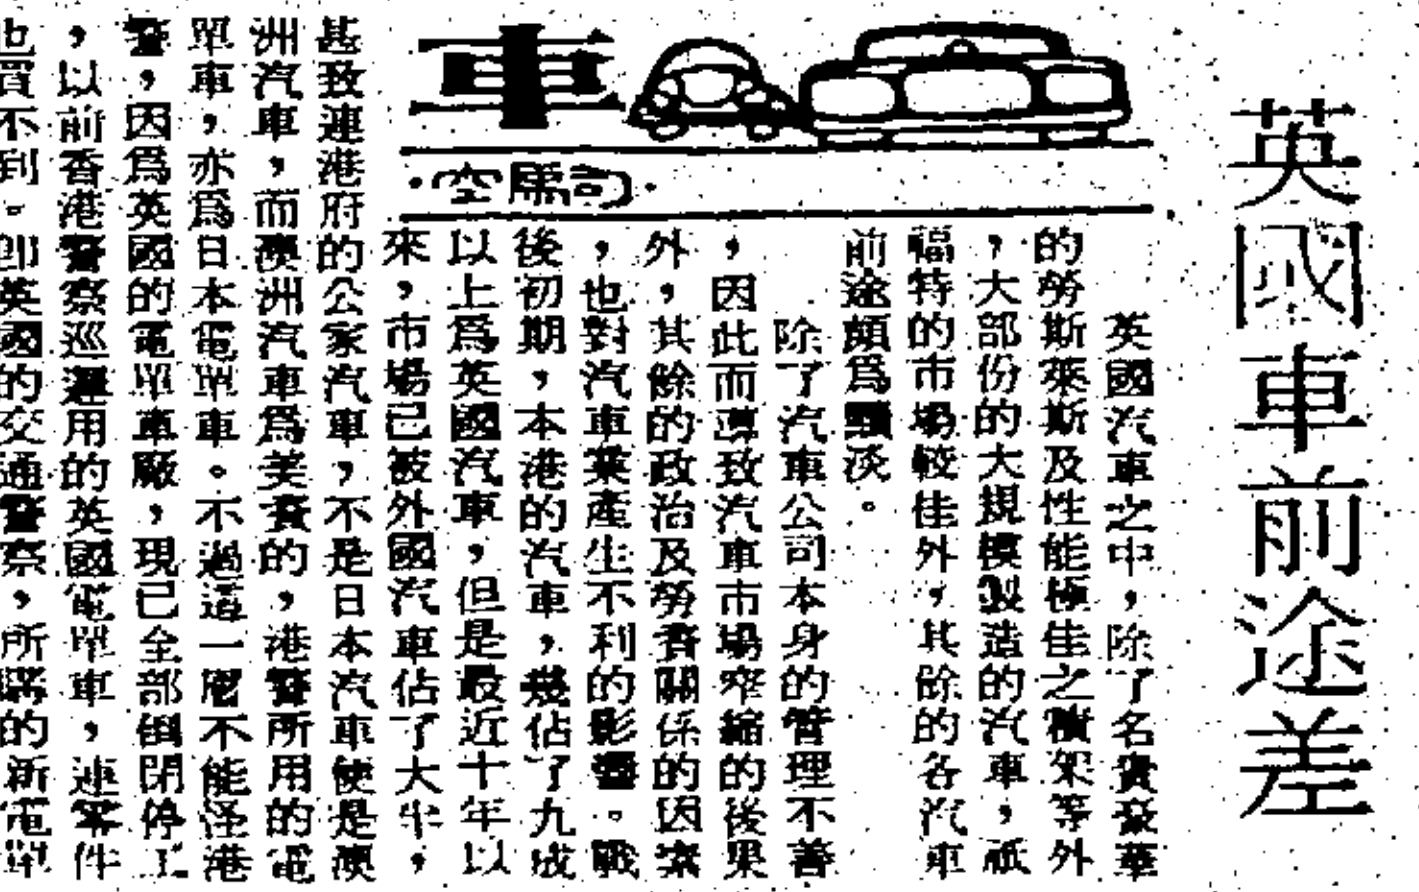 英國車前途差
車
·司馬空·
英國汽車之中，除了名貴豪華
的勞斯萊斯及性能極佳之積架等外
，大部份的大規模製造的汽車，祇
福特的市場較佳外，其餘的各汽車
前途頗為黯淡。
除了汽車公司本身的管理不善
，因此而導致汽車市場窄縮的後果
外，其餘的政治及勞資關係的因素
，也對汽車業產生不利的影響。戰
後初期，本港的汽車，幾佔了九成
以上爲英國汽車，但是最近十年以
來，市場已被外國汽車佔了大半，
甚致連港府的公家汽車，不是日本汽車便是澳
洲汽車，而澳洲汽車爲美資的，港警所用的電
單車，亦爲日本電單車。不過這一層不能怪港
警，因爲英國的電單車廠，現已全部倒閉停工
，以前香港警察巡邏用的英國電單車，連零件
也買不到。卽英國的交通警察，所購的新電單